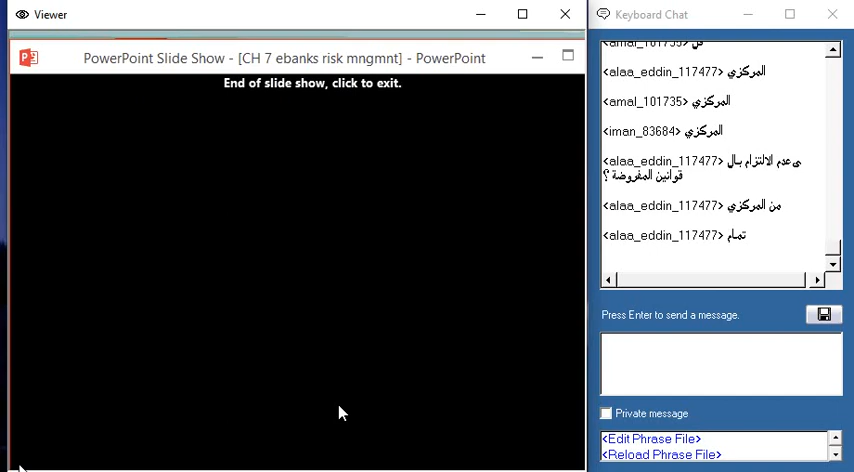 Viewer
PowerPoint Slide Show - [CH 7 ebanks risk mngmnt] - PowerPoint
End of slide show, click to exit.
Keyboard Chat
<amal_101735>
<alaa_eddin_117477> المركزي
<amal_101735> المركزي
<iman_83684> المركزي
<alaa_eddin_117477> ى عدم الالتزام بال
قوانين المفروضة ؟
<alaa_eddin_117477> من المركزي
<alaa_eddin_117477> تمام
Press Enter to send a message.
Private message
<Edit Phrase File>
<Reload Phrase File>